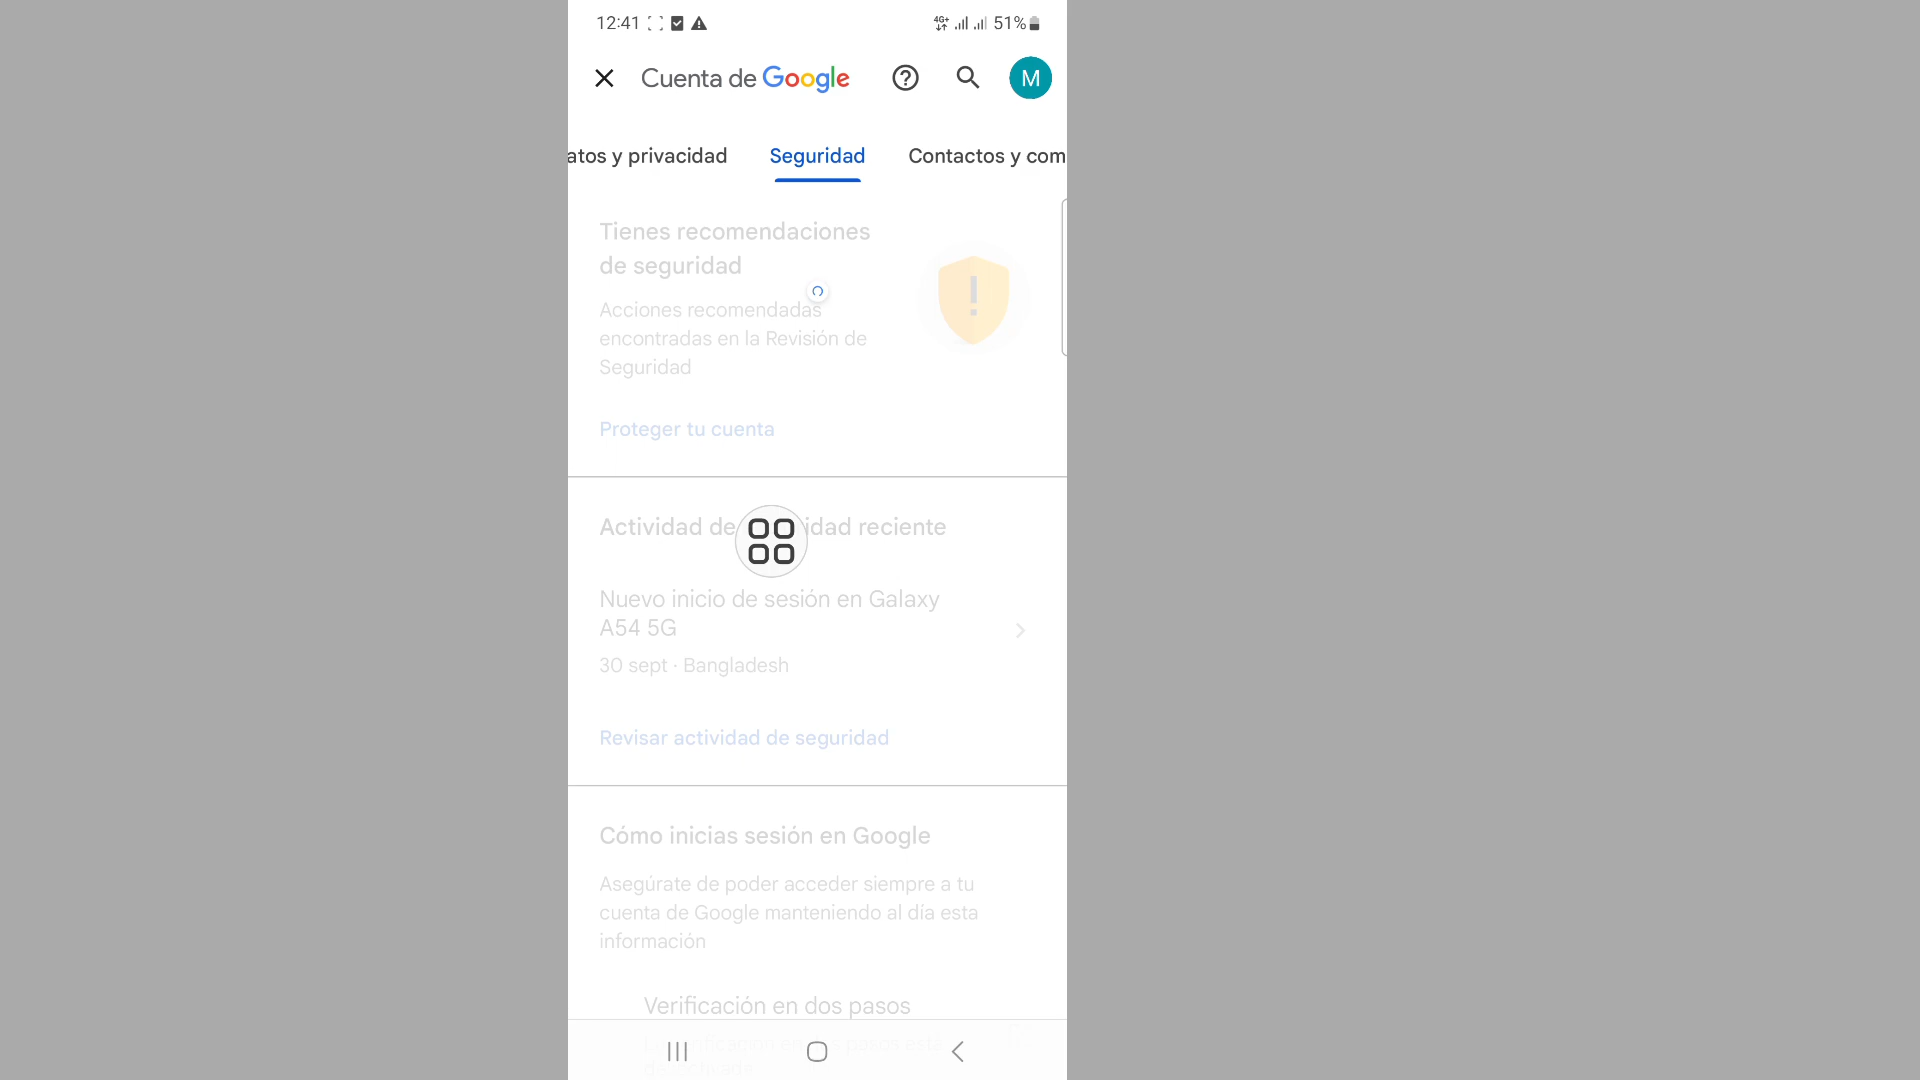 12:41 4G+ 51%
Cuenta de Google M
atos y privacidad Seguridad Contactos y com
Tienes recomendaciones
de seguridad
Acciones recomendadas
encontradas en la Revisión de
Seguridad
Proteger tu cuenta
Actividad de idad reciente
Nuevo inicio de sesión en Galaxy
A54 5G
30 sept · Bangladesh
Revisar actividad de seguridad
Cómo inicias sesión en Google
Asegúrate de poder acceder siempre a tu
cuenta de Google manteniendo al día esta
información
Verificación en dos pasos